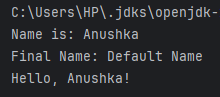 C:\Users\HP\.jdks\openjdk-
Name is: Anushka
Final Name: Default Name
Hello, Anushka!